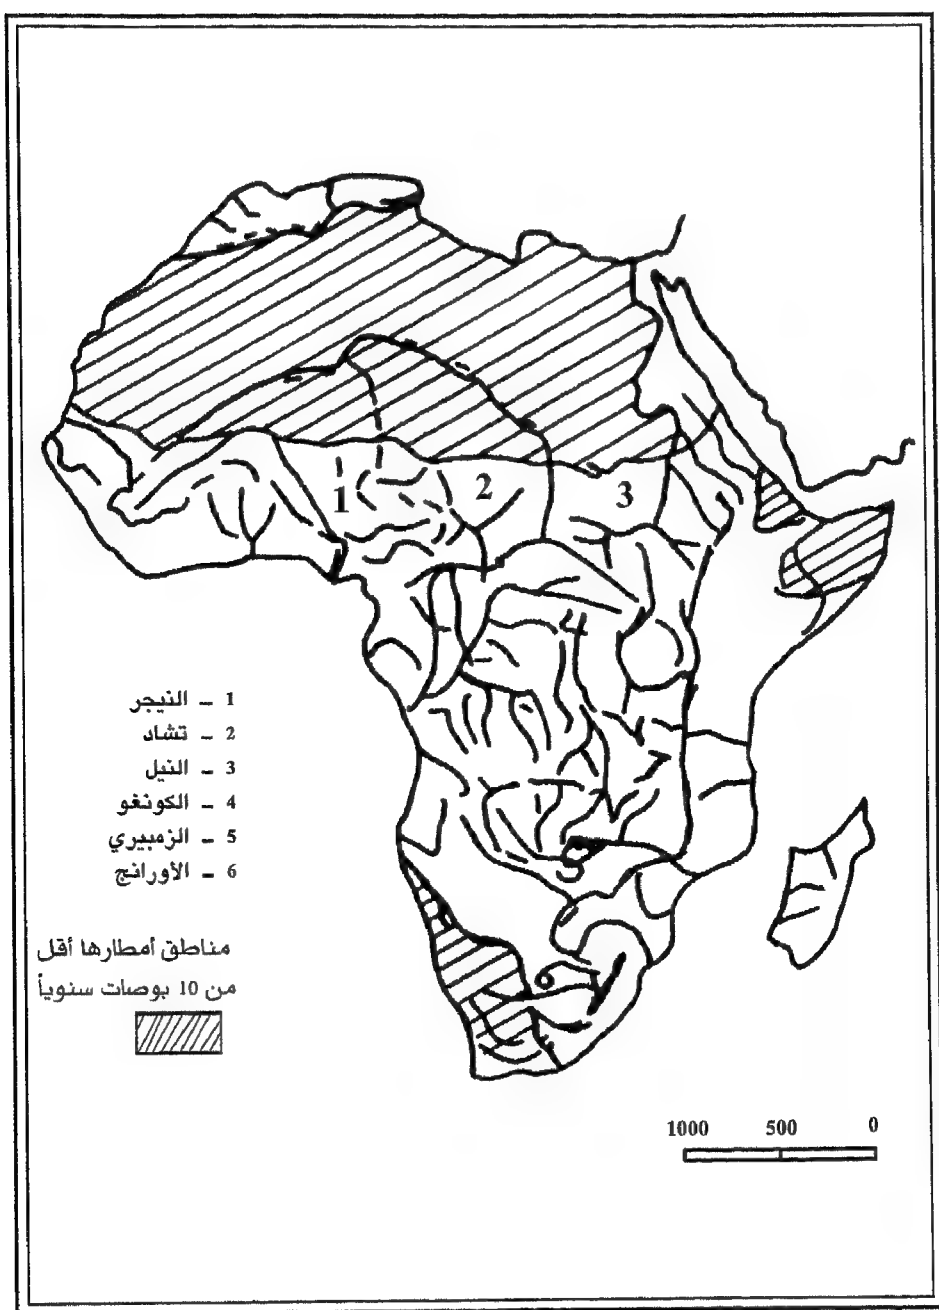 1
2
3
4
5
6
1 – النيجر
2 – تشاد
3 – النيل
4 – الكونغو
5 – الزمبيري
6 – الأورانج
مناطق أمطارها أقل
من 10 بوصات سنوياً
1000 500 0